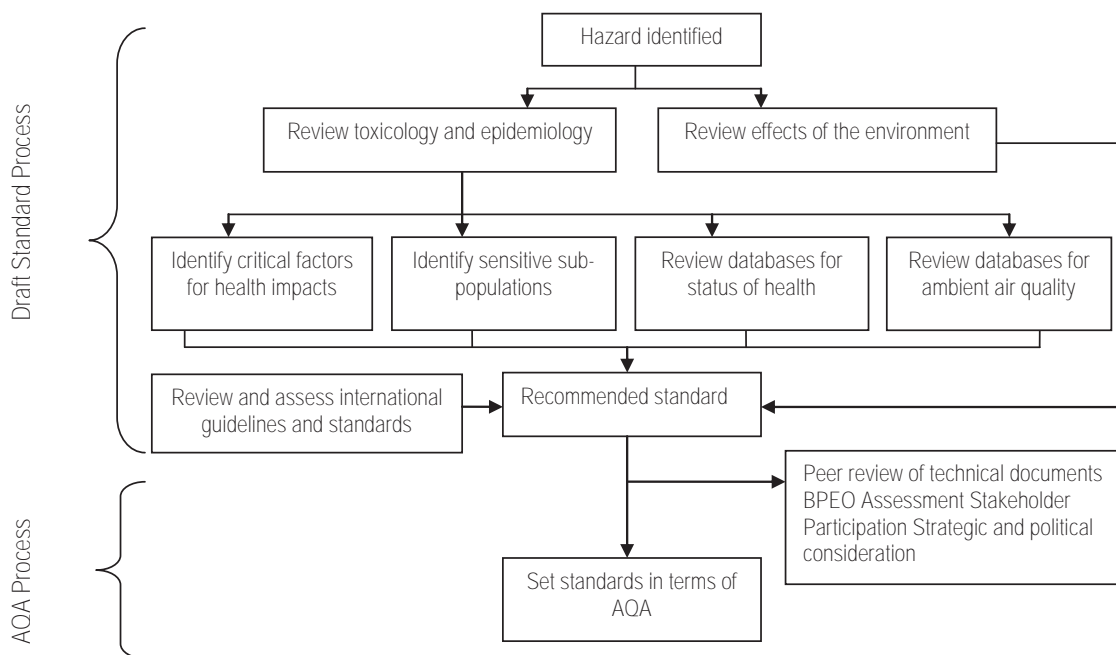 Hazard identified
Review toxicology and epidemiology
Review effects of the environment
Draft Standard Process
Identify critical factors
for health impacts
Identify sensitive sub-
populations
Review databases for
status of health
Review databases for
ambient air quality
Review and assess international
guidelines and standards
Recommended standard
Peer review of technical documents
BPEO Assessment Stakeholder
Participation Strategic and political
consideration
AQA Process
Set standards in terms of
AQA